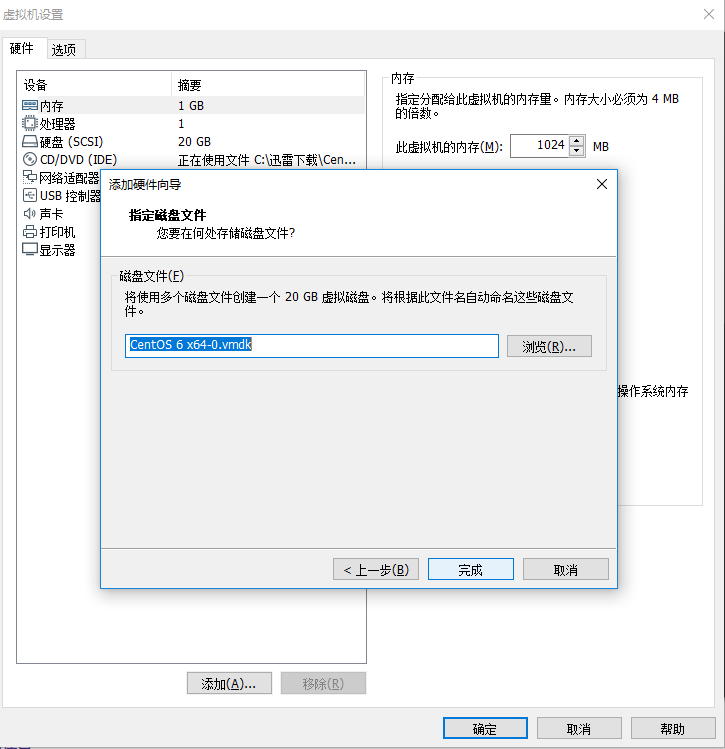 虚拟机设置
硬件 选项
设备 摘要
内存 1 GB
处理器 1
硬盘 (SCSI) 20 GB
CD/DVD (IDE) 正在使用文件 C:\迅雷下载\Cen...
网络适配器
USB 控制器
声卡
打印机
显示器
内存
指定分配给此虚拟机的内存量。内存大小必须为 4 MB
的倍数。
此虚拟机的内存(M): 1024 MB
添加硬件向导
指定磁盘文件
您要在何处存储磁盘文件?
磁盘文件(F)
将使用多个磁盘文件创建一个 20 GB 虚拟磁盘。将根据此文件名自动命名这些磁盘文
件。
CentOS 6 x64-0.vmdk 浏览(R)...
操作系统内存
< 上一步(B) 完成 取消
添加(A)... 移除(R)
确定 取消 帮助